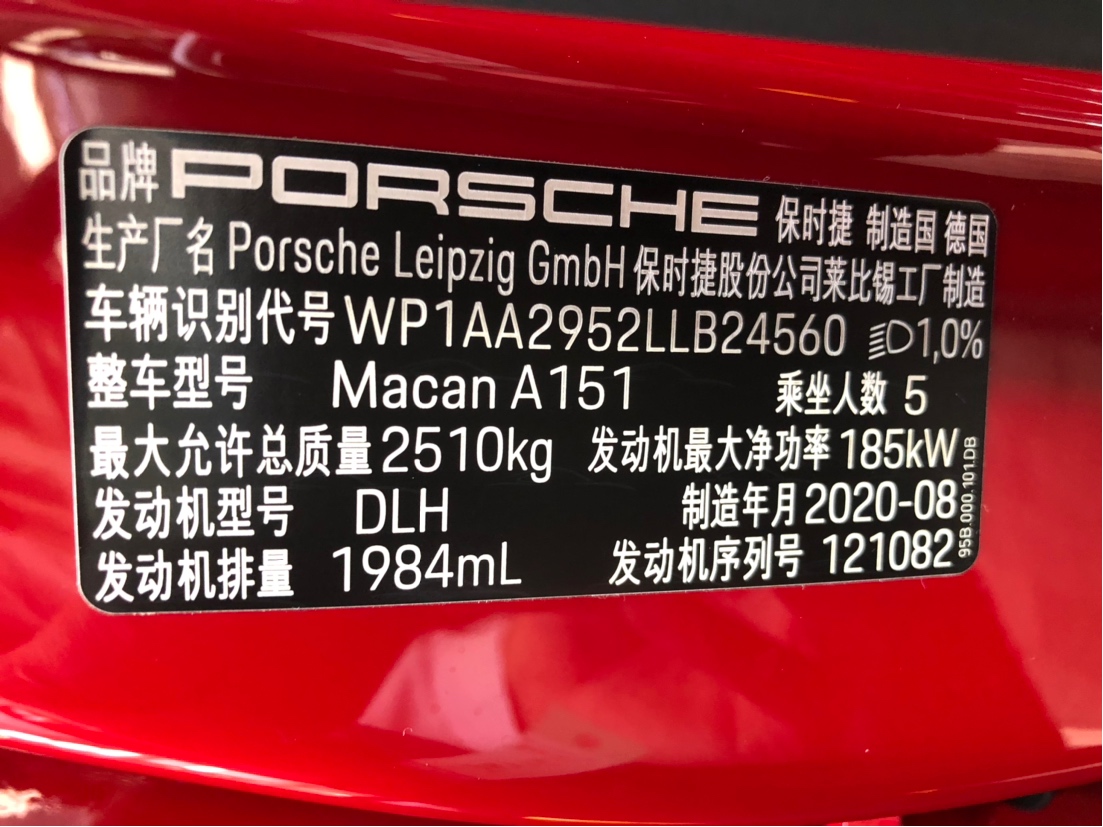 品牌 PORSCHE 保时捷 制造国 德国
生产厂名 Porsche Leipzig GmbH 保时捷股份公司莱比锡工厂制造
车辆识别代号 WP1AA2952LLB24560 1,0%
整车型号 Macan A151 乘坐人数 5
最大允许总质量 2510kg 发动机最大净功率 185kW
发动机型号 DLH 制造年月 2020-08
发动机排量 1984mL 发动机序列号 121082
95B.000.101.DB